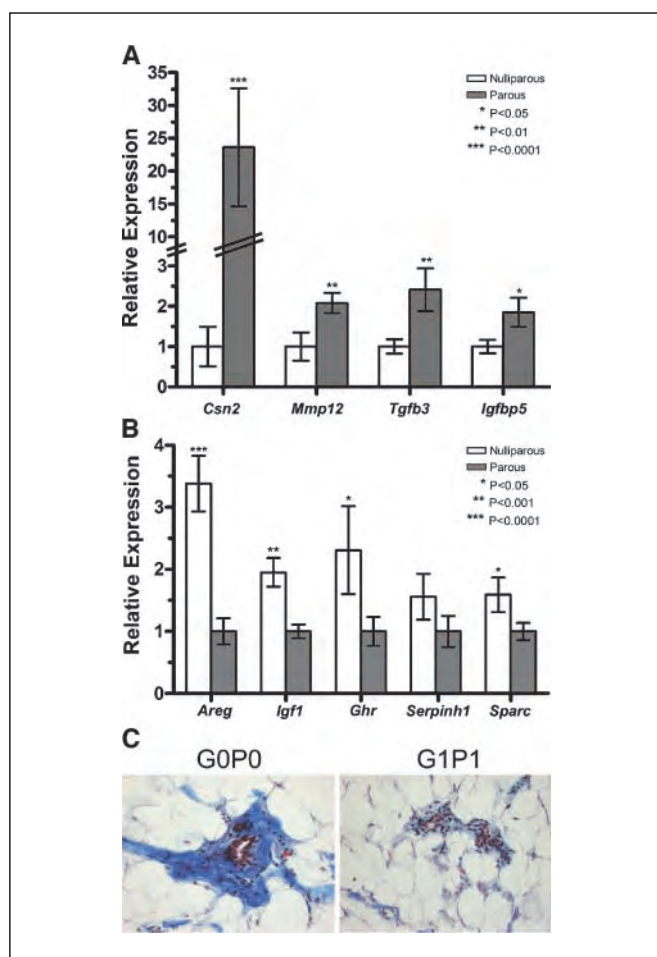 A
Relative Expression
35
30
25
20
15
10
3
2
1
0
***
**
**
*
Nulliparous
Parous
* P<0.05
** P<0.01
*** P<0.0001
Csn2 Mmp12 Tgfb3 Igfbp5
B
Relative Expression
4
3
2
1
0
***
**
*
*
Nulliparous
Parous
* P<0.05
** P<0.001
*** P<0.0001
Areg Igf1 Ghr Serpinh1 Sparc
C
G0P0 G1P1